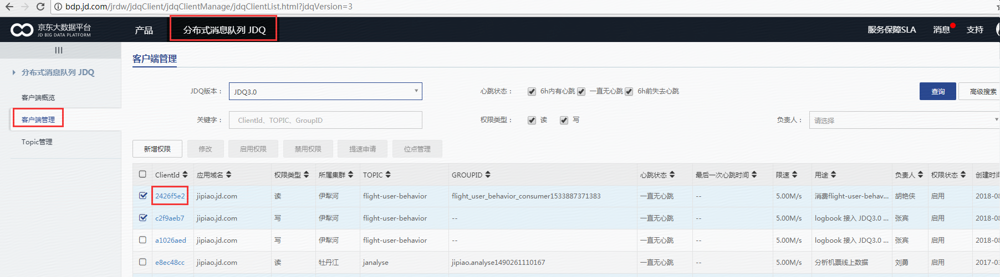 bdp.jd.com/jrdw/jdqClient/jdqClientManage/jdqClientList.html?jdqVersion=3
京东大数据平台
JD BIG DATA PLATFORM
产品
分布式消息队列 JDQ
服务保障SLA
消息
支持
分布式消息队列 JDQ
客户端概览
客户端管理
Topic管理
客户端管理
JDQ版本： JDQ3.0 心跳状态： 6h内有心跳 一直无心跳 6h前失去心跳 查询 高级搜索
关键字： ClientId、TOPIC、GroupID 权限类型： 读 写 负责人： 请选择
新增权限 修改 启用权限 禁用权限 提速申请 位点管理
ClientId 应用域名 权限类型 所属集群 TOPIC GROUPID 心跳状态 最后一次心跳时间 限速 用途 负责人 权限状态 创建时间
2426f5e2 jipiao.jd.com 读 伊犁河 flight-user-behavior flight_user_behavior_consumer1533887371383 一直无心跳 -- 5.00M/s 消费flight-user-behav... 胡艳侠 启用 2018-08
c2f9aeb7 jipiao.jd.com 写 伊犁河 flight-user-behavior -- 一直无心跳 -- 5.00M/s logbook 接入 JDQ3.0 ... 张宾 启用 2018-08
a1026aed jipiao.jd.com 写 伊犁河 flight-user-behavior -- 一直无心跳 -- 5.00M/s logbook 接入 JDQ3.0 ... 张宾 启用 2018-08
e8ec48cc jipiao.jd.com 读 牡丹江 janalyse jipiao.analyse1490261110167 一直无心跳 -- 5.00M/s 分析机票线上数据 刘勇 启用 2017-03